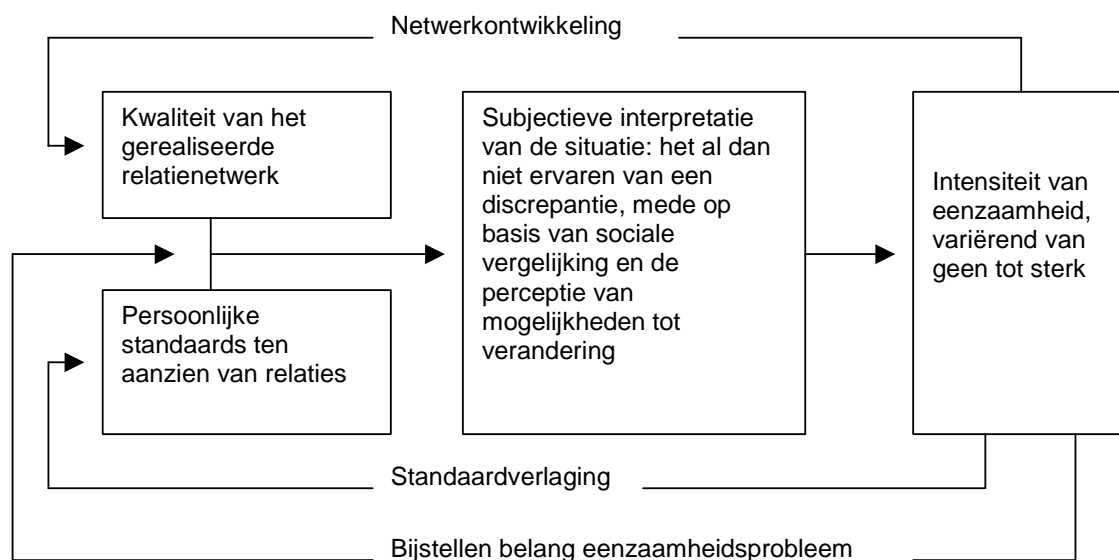 Netwerkontwikkeling
Kwaliteit van het
gerealiseerde
relatienetwerk
Subjectieve interpretatie
van de situatie: het al dan
niet ervaren van een
discrepantie, mede op
basis van sociale
vergelijking en de
perceptie van
mogelijkheden tot
verandering
Intensiteit van
eenzaamheid,
variërend van
geen tot sterk
Persoonlijke
standaards ten
aanzien van relaties
Standaardverlaging
Bijstellen belang eenzaamheidsprobleem